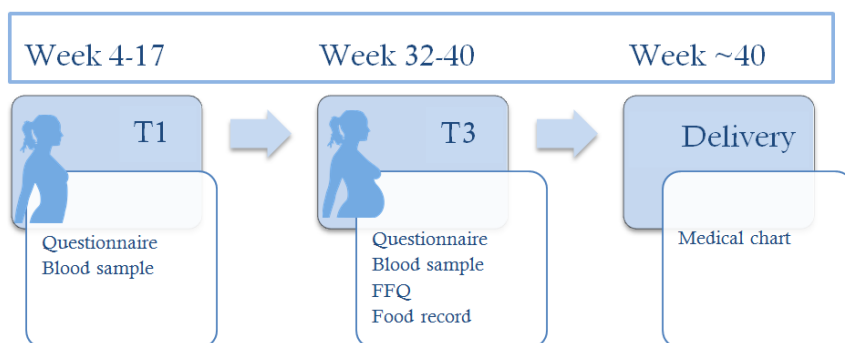 Week 4-17
Week 32-40
Week ~40
T1
T3
Delivery
Questionnaire
Blood sample
Questionnaire
Blood sample
FFQ
Food record
Medical chart